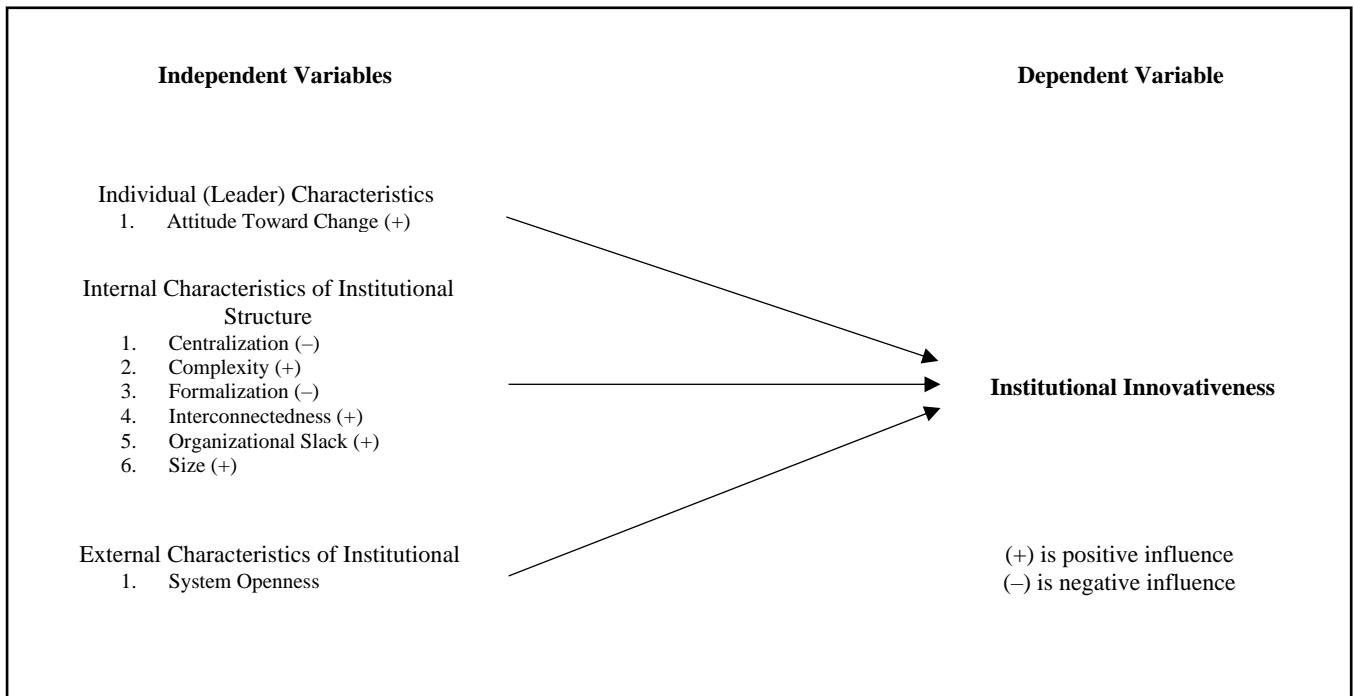 Independent Variables
Dependent Variable
Individual (Leader) Characteristics
1. Attitude Toward Change (+)
Internal Characteristics of Institutional
Structure
1. Centralization (–)
2. Complexity (+)
3. Formalization (–)
4. Interconnectedness (+)
5. Organizational Slack (+)
6. Size (+)
Institutional Innovativeness
External Characteristics of Institutional
1. System Openness
(+) is positive influence
(–) is negative influence